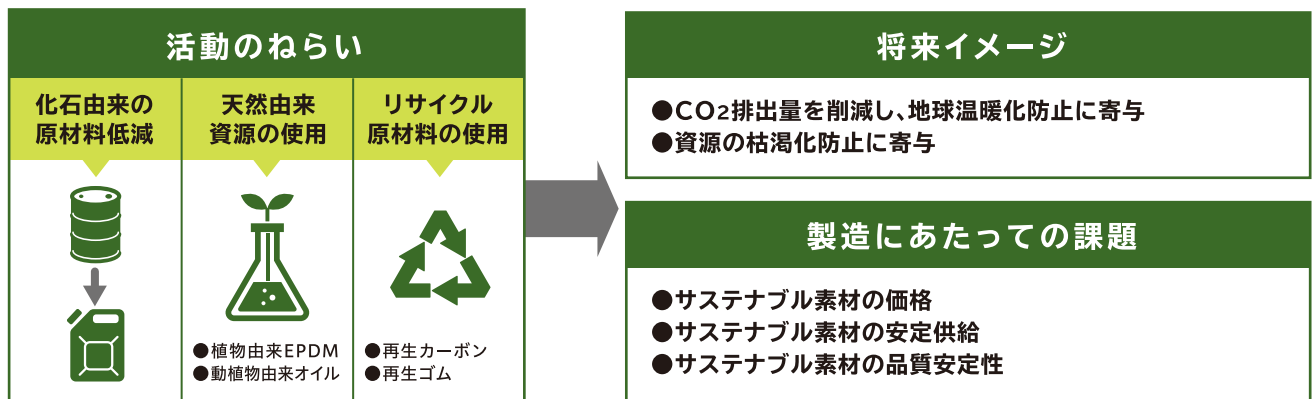 活動のねらい
化石由来の
原材料低減
天然由来
資源の使用
●植物由来EPDM
●動植物由来オイル
リサイクル
原材料の使用
●再生カーボン
●再生ゴム
将来イメージ
●CO2排出量を削減し、地球温暖化防止に寄与
●資源の枯渇化防止に寄与
製造にあたっての課題
●サステナブル素材の価格
●サステナブル素材の安定供給
●サステナブル素材の品質安定性